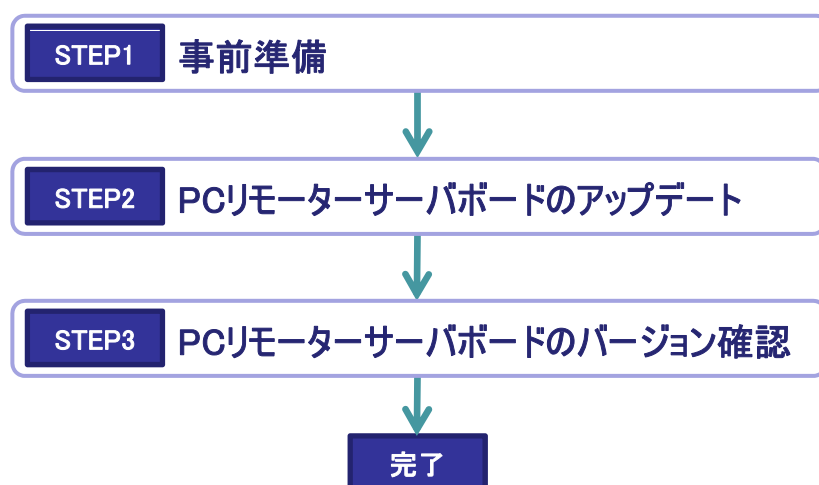 STEP1 事前準備
STEP2 PCリモーターサーバボードのアップデート
STEP3 PCリモーターサーバボードのバージョン確認
完了